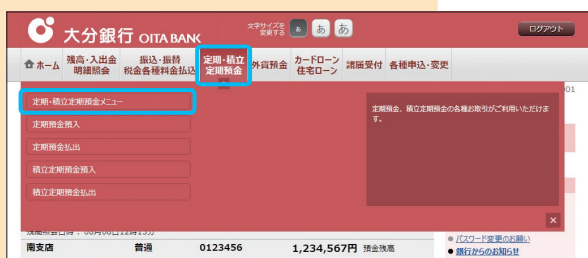 大分銀行 OITA BANK
文字サイズを
変更する
あ あ あ
ログアウト
ホーム
残高・入出金
明細照会
振込・振替
税金各種料金払込
定期・積立
定期預金
外貨預金
カードローン
住宅ローン
諸届受付
各種申込・変更
001
定期・積立定期預金メニュー
定期預金預入
定期預金払出
積立定期預金預入
積立定期預金払出
定期預金、積立定期預金の各種お取引がご利用いただけま
す。
×
南支店 普通 0123456 1,234,567円 預金残高
パスワード変更のお願い
銀行からのお知らせ